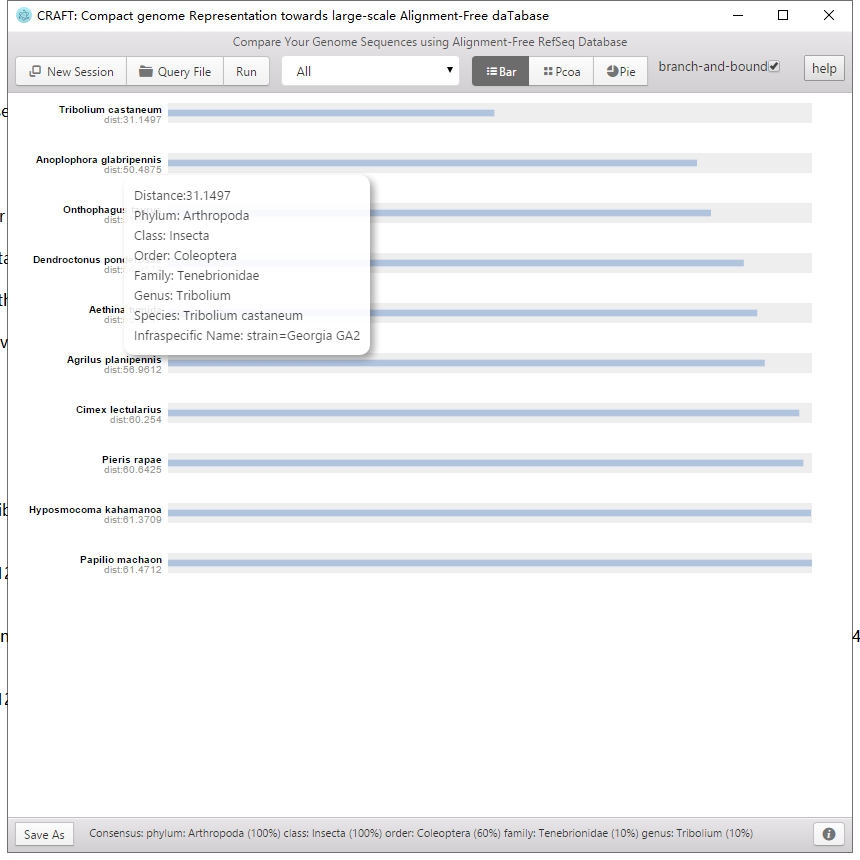 CRAFT: Compact genome Representation towards large-scale Alignment-Free daTabase
Compare Your Genome Sequences using Alignment-Free RefSeq Database
New Session Query File Run All Bar Pcoa Pie branch-and-bound help
Tribolium castaneum
dist:31.1497
Anoplophora glabripennis
dist:50.4875
Distance:31.1497
Phylum: Arthropoda
Class: Insecta
Order: Coleoptera
Family: Tenebrionidae
Genus: Tribolium
Species: Tribolium castaneum
Infraspecific Name: strain=Georgia GA2
Onthophagus
Dendroctonus
Aethina
Agrilus planipennis
dist:56.9612
Cimex lectularius
dist:60.254
Pieris rapae
dist:60.6425
Hyposmocoma kahamanoa
dist:61.3709
Papilio machaon
dist:61.4712
Save As Consensus: phylum: Arthropoda (100%) class: Insecta (100%) order: Coleoptera (60%) family: Tenebrionidae (10%) genus: Tribolium (10%)